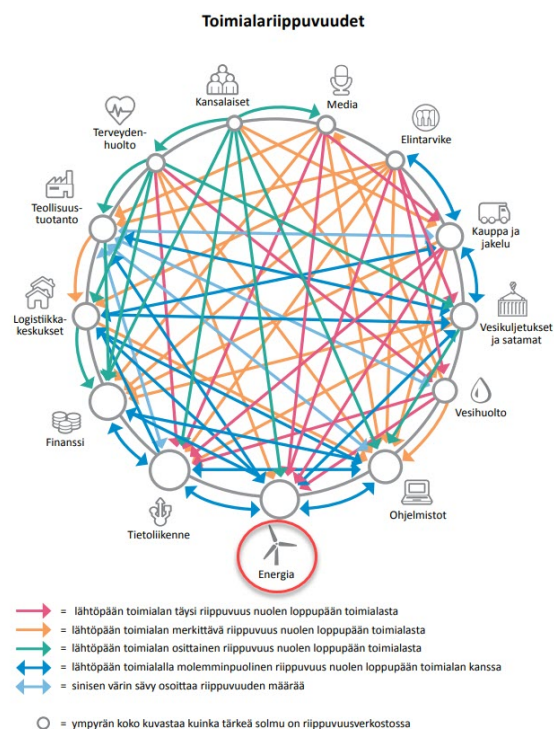 Toimialariippuvuudet
Kansalaiset
Media
Terveyden-
huolto
Elintarvike
Teollisuus-
tuotanto
Kauppa ja
jakelu
Logistiikka-
keskukset
Vesikuljetukset
ja satamat
Finanssi
Vesihuolto
Tietoliikenne
Ohjelmistot
Energia
= lähtöpään toimialan täysi riippuvuus nuolen loppupään toimialasta
= lähtöpään toimialan merkittävä riippuvuus nuolen loppupään toimialasta
= lähtöpään toimialan osittainen riippuvuus nuolen loppupään toimialasta
= lähtöpään toimialalla molemminpuolinen riippuvuus nuolen loppupään toimialan kanssa
= sinisen värin sävy osoittaa riippuvuuden määrää
= ympyrän koko kuvastaa kuinka tärkeä solmu on riippuvuusverkostossa